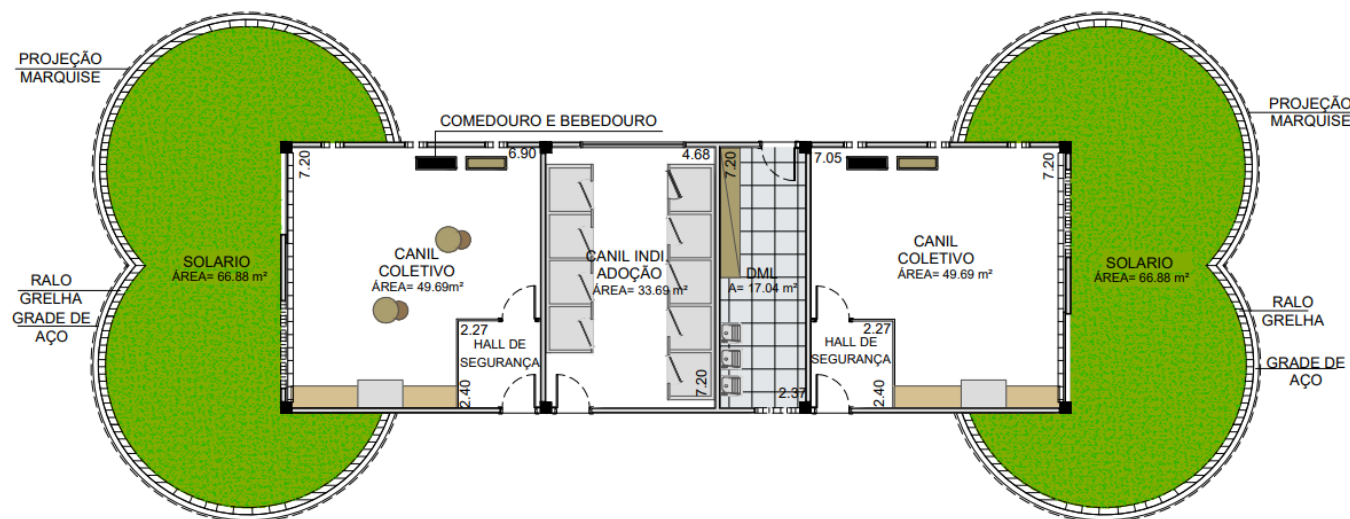 PROJEÇÃO
MARQUISE
COMEDOURO E BEBEDOURO
PROJEÇÃO
MARQUISE
7.20
6.90
4.68
7.20
7.05
7.20
SOLARIO
ÁREA= 66.88 m²
CANIL
COLETIVO
ÁREA= 49.69m²
CANIL INDI.
ADOÇÃO
ÁREA= 33.69 m²
DML
A= 17.04 m²
CANIL
COLETIVO
ÁREA= 49.69 m²
SOLARIO
ÁREA= 66.88 m²
RALO
GRELHA
GRADE DE
AÇO
2.27
HALL DE
SEGURANÇA
2.40
7.20
2.37
2.27
HALL DE
SEGURANÇA
2.40
RALO
GRELHA
GRADE DE
AÇO